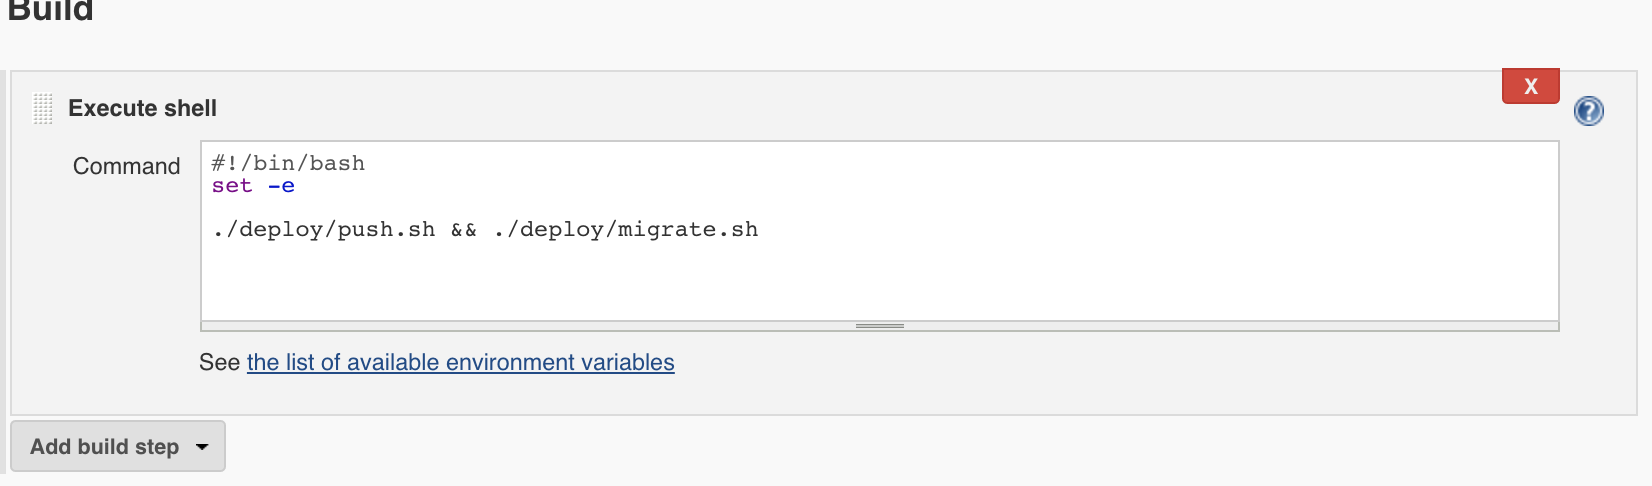 Build
X
Execute shell
?
Command
#!/bin/bash
set -e
./deploy/push.sh && ./deploy/migrate.sh
See the list of available environment variables
Add build step